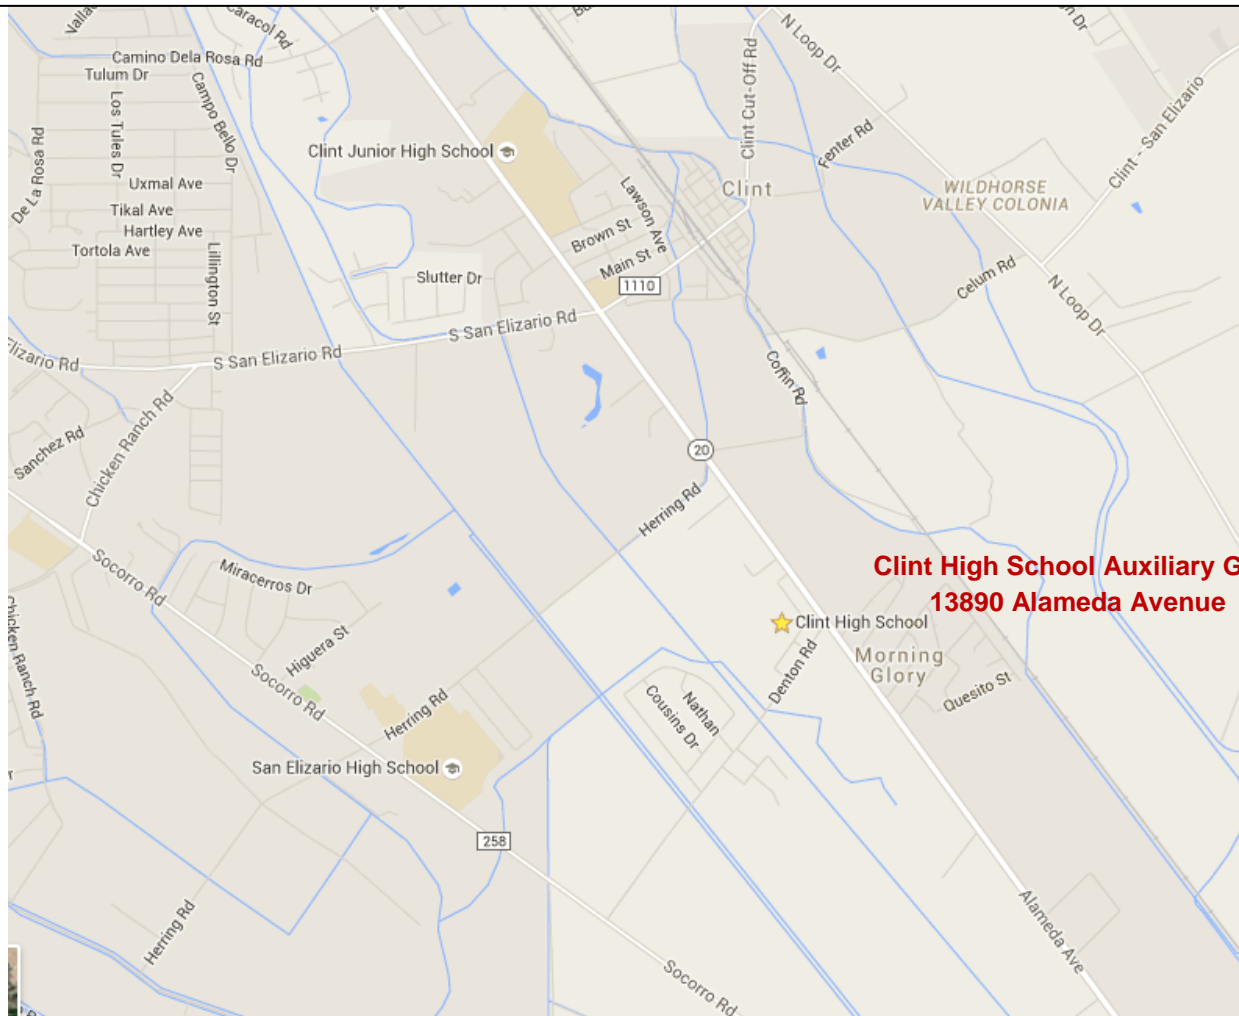 Caracol Rd
Camino Dela Rosa Rd
Tulum Dr
Los Tules Dr
Campo Bello Dr
De La Rosa Rd
Uxmal Ave
Tikal Ave
Hartley Ave
Tortola Ave
Lillington St
Clint Junior High School
N Loop Dr
Clint Cut-Off Rd
Fenter Rd
Clint - San Elizario
Clint
WILDHORSE
VALLEY COLONIA
Lawson Ave
Brown St
Main St
1110
Slutter Dr
Celum Rd
N Loop Dr
S San Elizario Rd
S San Elizario Rd
Elizario Rd
Coffin Rd
Sanchez Rd
Chicken Ranch Rd
20
Herring Rd
Socorro Rd
Miracerros Dr
Clint High School Auxiliary G
13890 Alameda Avenue
Clint High School
Higuera St
Chicken Ranch Rd
Socorro Rd
Morning
Glory
Denton Rd
Quesito St
Nathan
Cousins Dr
Herring Rd
San Elizario High School
258
Herring Rd
Alameda Ave
Socorro Rd